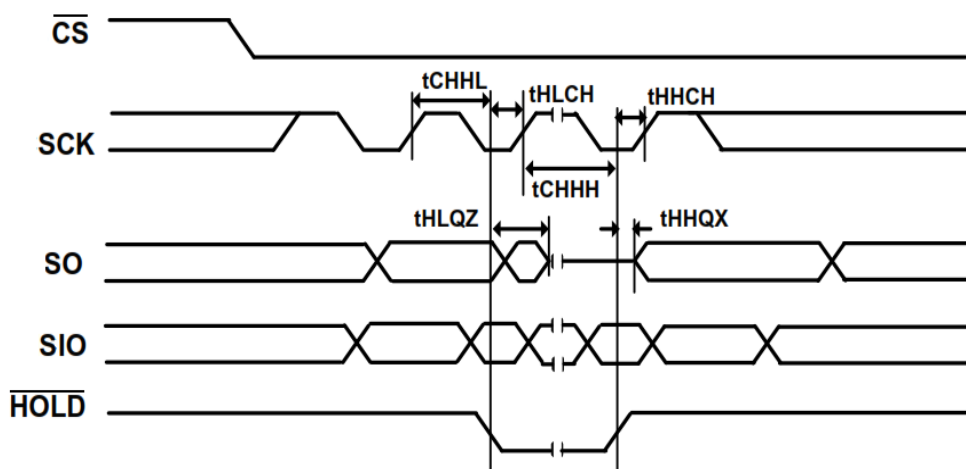 CS
tCHHL
tHLCH
tHHCH
SCK
tCHHH
tHLQZ
tHHQX
SO
SIO
HOLD